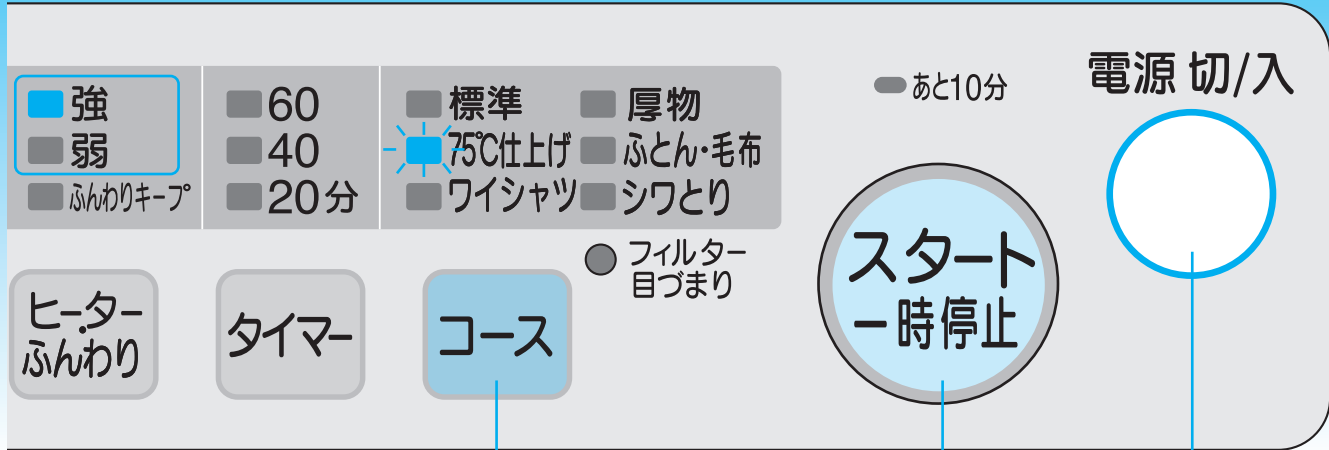 電源 切/入
あと10分
強
弱
ふんわりキープ
60
40
20分
標準
75℃仕上げ
ワイシャツ
厚物
ふとん・毛布
シワとり
フィルター
目づまり
ヒーター
ふんわり
タイマー
コース
スタート
一時停止